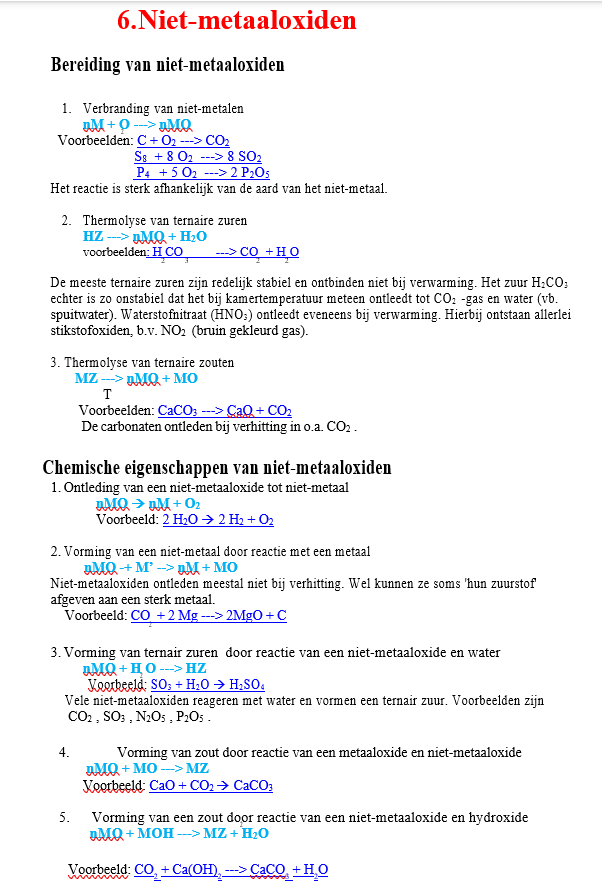 6.Niet-metaaloxiden
Bereiding van niet-metaaloxiden
1. Verbranding van niet-metalen
nM + O₂ ---> nMO
Voorbeelden: C + O₂ ---> CO₂
S₈ + 8 O₂ ---> 8 SO₂
P₄ + 5 O₂ ---> 2 P₂O₅
Het reactie is sterk afhankelijk van de aard van het niet-metaal.
2. Thermolyse van ternaire zuren
HZ ---> nMO + H₂O
voorbeelden: H₂CO₃ ---> CO₂ + H₂O
De meeste ternaire zuren zijn redelijk stabiel en ontbinden niet bij verwarming. Het zuur H₂CO₃
echter is zo onstabiel dat het bij kamertemperatuur meteen ontleedt tot CO₂ -gas en water (vb.
spuitwater). Waterstofnitraat (HNO₃) ontleedt eveneens bij verwarming. Hierbij ontstaan allerlei
stikstofoxiden, b.v. NO₂ (bruin gekleurd gas).
3. Thermolyse van ternaire zouten
MZ ---> nMO + MO
T
Voorbeelden: CaCO₃ ---> CaO + CO₂
De carbonaten ontleden bij verhitting in o.a. CO₂ .
Chemische eigenschappen van niet-metaaloxiden
1. Ontleding van een niet-metaaloxide tot niet-metaal
nMO → nM + O₂
Voorbeeld: 2 H₂O → 2 H₂ + O₂
2. Vorming van een niet-metaal door reactie met een metaal
nMO -+ M’ --> nM + MO
Niet-metaaloxiden ontleden meestal niet bij verhitting. Wel kunnen ze soms 'hun zuurstof'
afgeven aan een sterk metaal.
Voorbeeld: CO₂ + 2 Mg ---> 2MgO + C
3. Vorming van ternair zuren door reactie van een niet-metaaloxide en water
nMO + H₂O ---> HZ
Voorbeeld: SO₃ + H₂O → H₂SO₄
Vele niet-metaaloxiden reageren met water en vormen een ternair zuur. Voorbeelden zijn
CO₂ , SO₃ , N₂O₅ , P₂O₅ .
4. Vorming van zout door reactie van een metaaloxide en niet-metaaloxide
nMO + MO ---> MZ
Voorbeeld: CaO + CO₂ → CaCO₃
5. Vorming van een zout door reactie van een niet-metaaloxide en hydroxide
nMO + MOH ---> MZ + H₂O
Voorbeeld: CO₂ + Ca(OH)₂ ---> CaCO₃ + H₂O